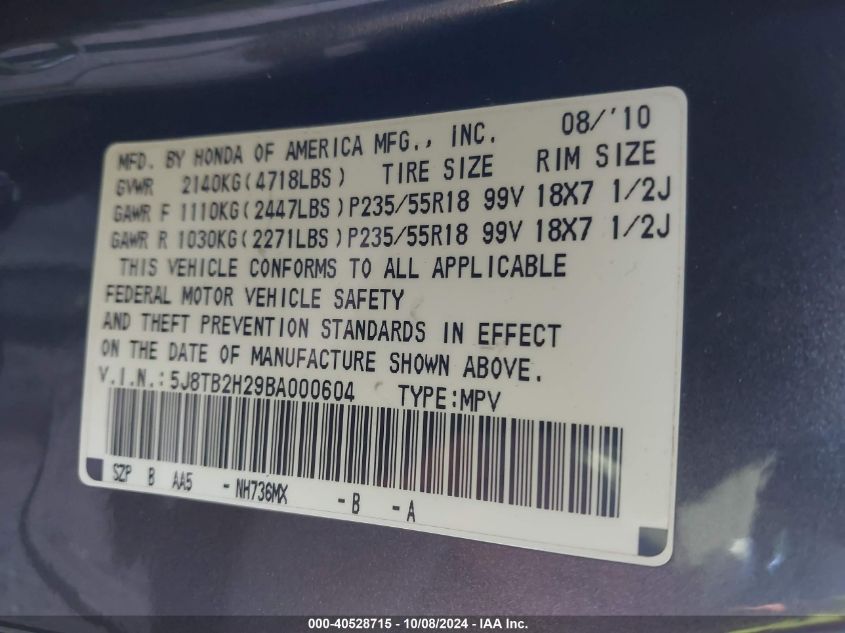 08/'10
MFD. BY HONDA OF AMERICA MFG., INC.
GVWR 2140KG(4718LBS) TIRE SIZE RIM SIZE
GAWR F 1110KG(2447LBS)P235/55R18 99V 18X7 1/2J
GAWR R 1030KG(2271LBS)P235/55R18 99V 18X7 1/2J
THIS VEHICLE CONFORMS TO ALL APPLICABLE
FEDERAL MOTOR VEHICLE SAFETY
AND THEFT PREVENTION STANDARDS IN EFFECT
ON THE DATE OF MANUFACTURE SHOWN ABOVE.
V.I.N.:5J8TB2H29BA000604 TYPE:MPV
SZP B AA5 -NH736MX -B -A
000-40528715 - 10/08/2024 - IAA Inc.